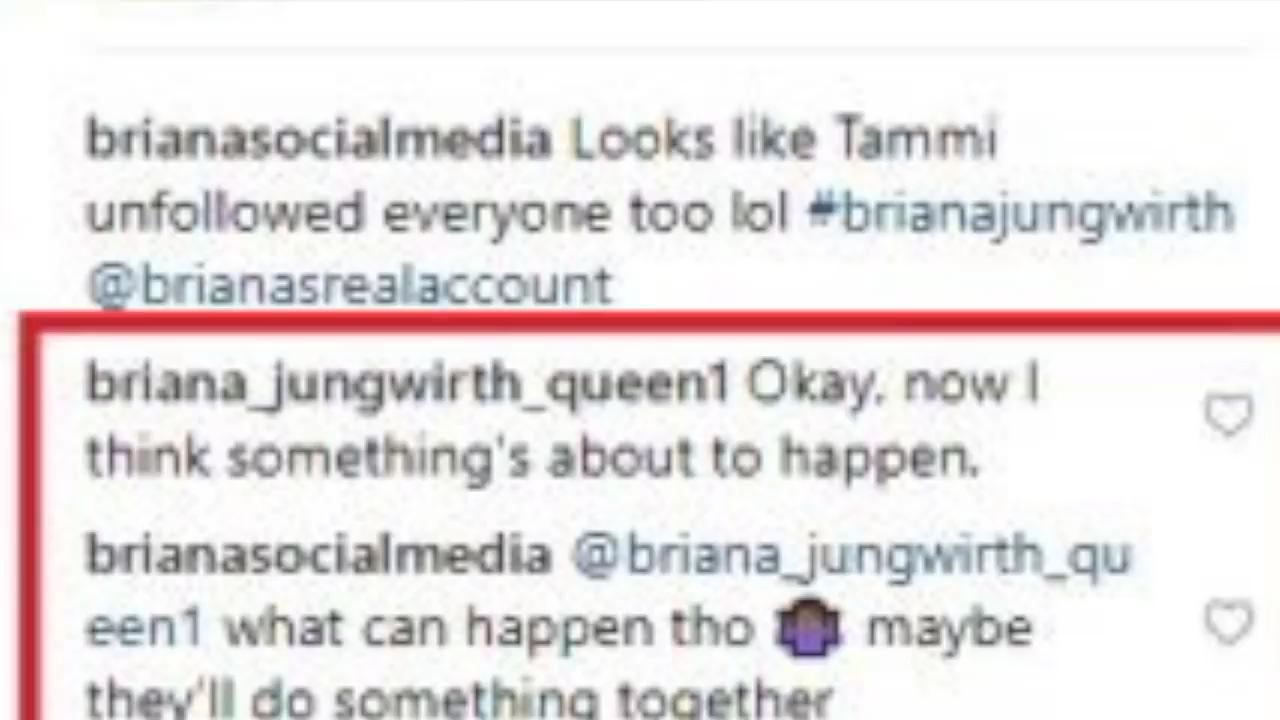 brianasocialmedia Looks like Tammi
unfollowed everyone too lol #brianajungwirth
@brianasrealaccount
briana_jungwirth_queen1 Okay, now I
think something's about to happen.
brianasocialmedia @briana_jungwirth_qu
een1 what can happen tho 🤷🏾‍♀️ maybe
they'll do something together